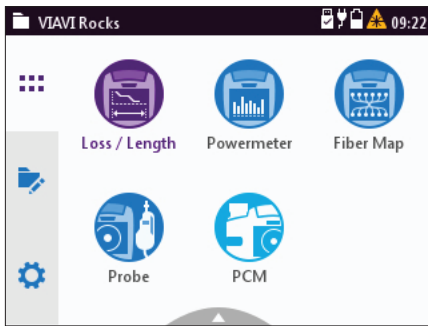 VIAVI Rocks
09:22
Loss / Length
Powermeter
Fiber Map
Probe
PCM